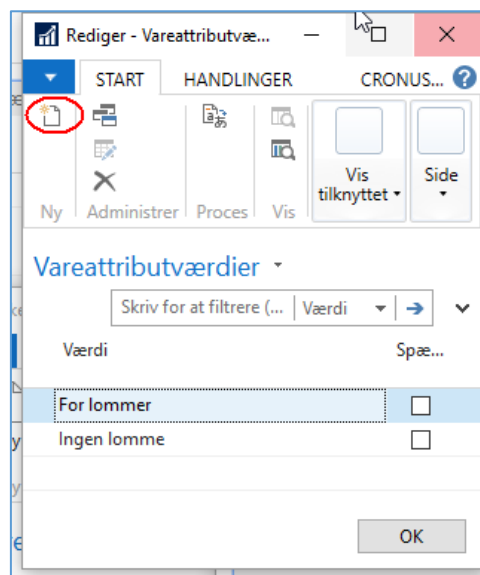 Rediger - Vareattributvæ...
START HANDLINGER CRONUS...
Ny Administrer Proces Vis
Vis
tilknyttet
Side
Vareattributværdier
Skriv for at filtrere (... Værdi
Værdi Spæ...
For lommer
Ingen lomme
OK